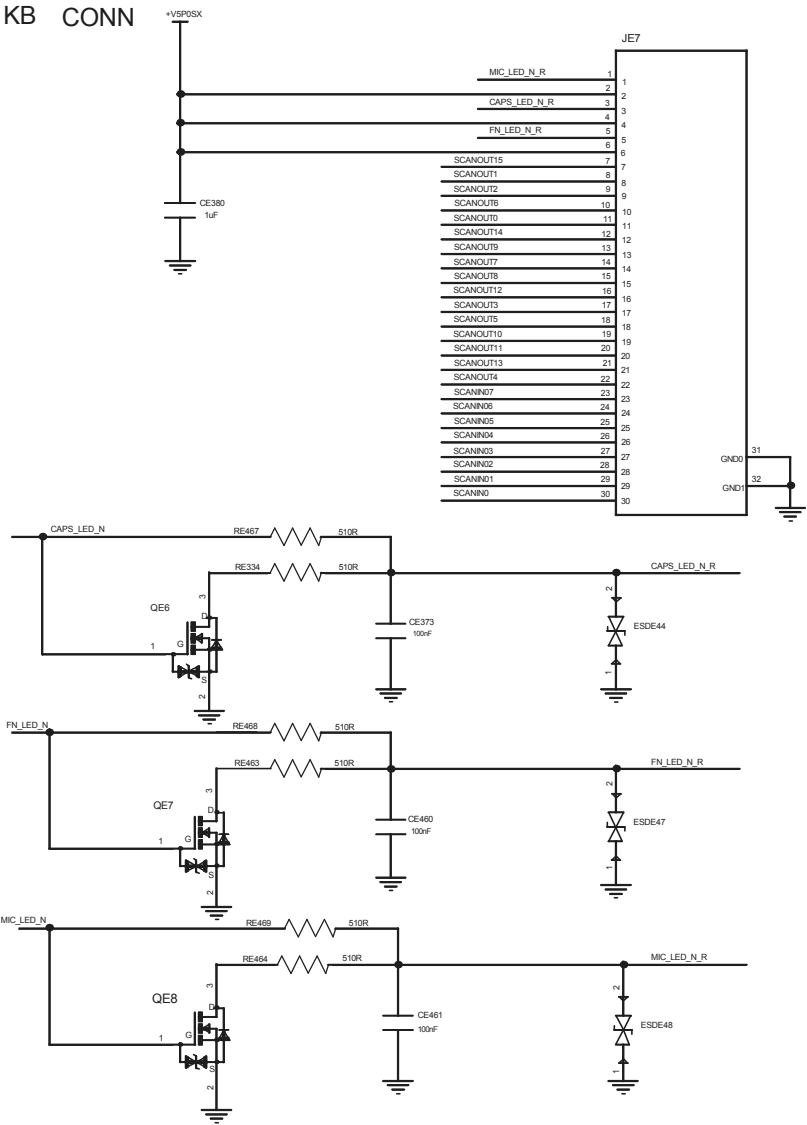 KB CONN
+V5P0SX
JE7
MIC_LED_N_R 1 1
2 2
CAPS_LED_N_R 3 3
4 4
FN_LED_N_R 5 5
6 6
SCANOUT15 7 7
SCANOUT1 8 8
SCANOUT2 9 9
SCANOUT6 10 10
SCANOUT0 11 11
SCANOUT14 12 12
SCANOUT9 13 13
SCANOUT7 14 14
SCANOUT8 15 15
SCANOUT12 16 16
SCANOUT3 17 17
SCANOUT5 18 18
SCANOUT10 19 19
SCANOUT11 20 20
SCANOUT13 21 21
SCANOUT4 22 22
SCANIN07 23 23
SCANIN06 24 24
SCANIN05 25 25
SCANIN04 26 26
SCANIN03 27 27
SCANIN02 28 28
SCANIN01 29 29
SCANIN0 30 30
CE380
1uF
GND0 31
GND1 32
CAPS_LED_N RE467 510R
RE334 510R CAPS_LED_N_R
QE6 3 D
1 G
S 2
CE373
100nF
2 ESDE44 1
FN_LED_N RE468 510R
RE463 510R FN_LED_N_R
QE7 3 D
1 G
S 2
CE460
100nF
2 ESDE47 1
MIC_LED_N RE469 510R
RE464 510R MIC_LED_N_R
QE8 3 D
1 G
S 2
CE461
100nF
2 ESDE48 1